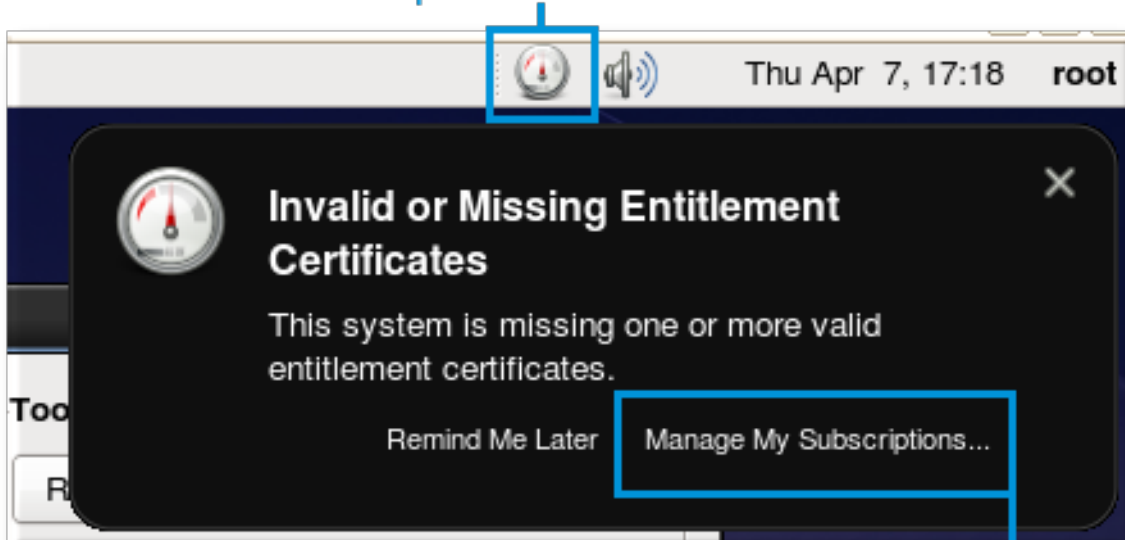 Thu Apr 7, 17:18 root
Invalid or Missing Entitlement
Certificates
This system is missing one or more valid
entitlement certificates.
Too
Remind Me Later Manage My Subscriptions...
R